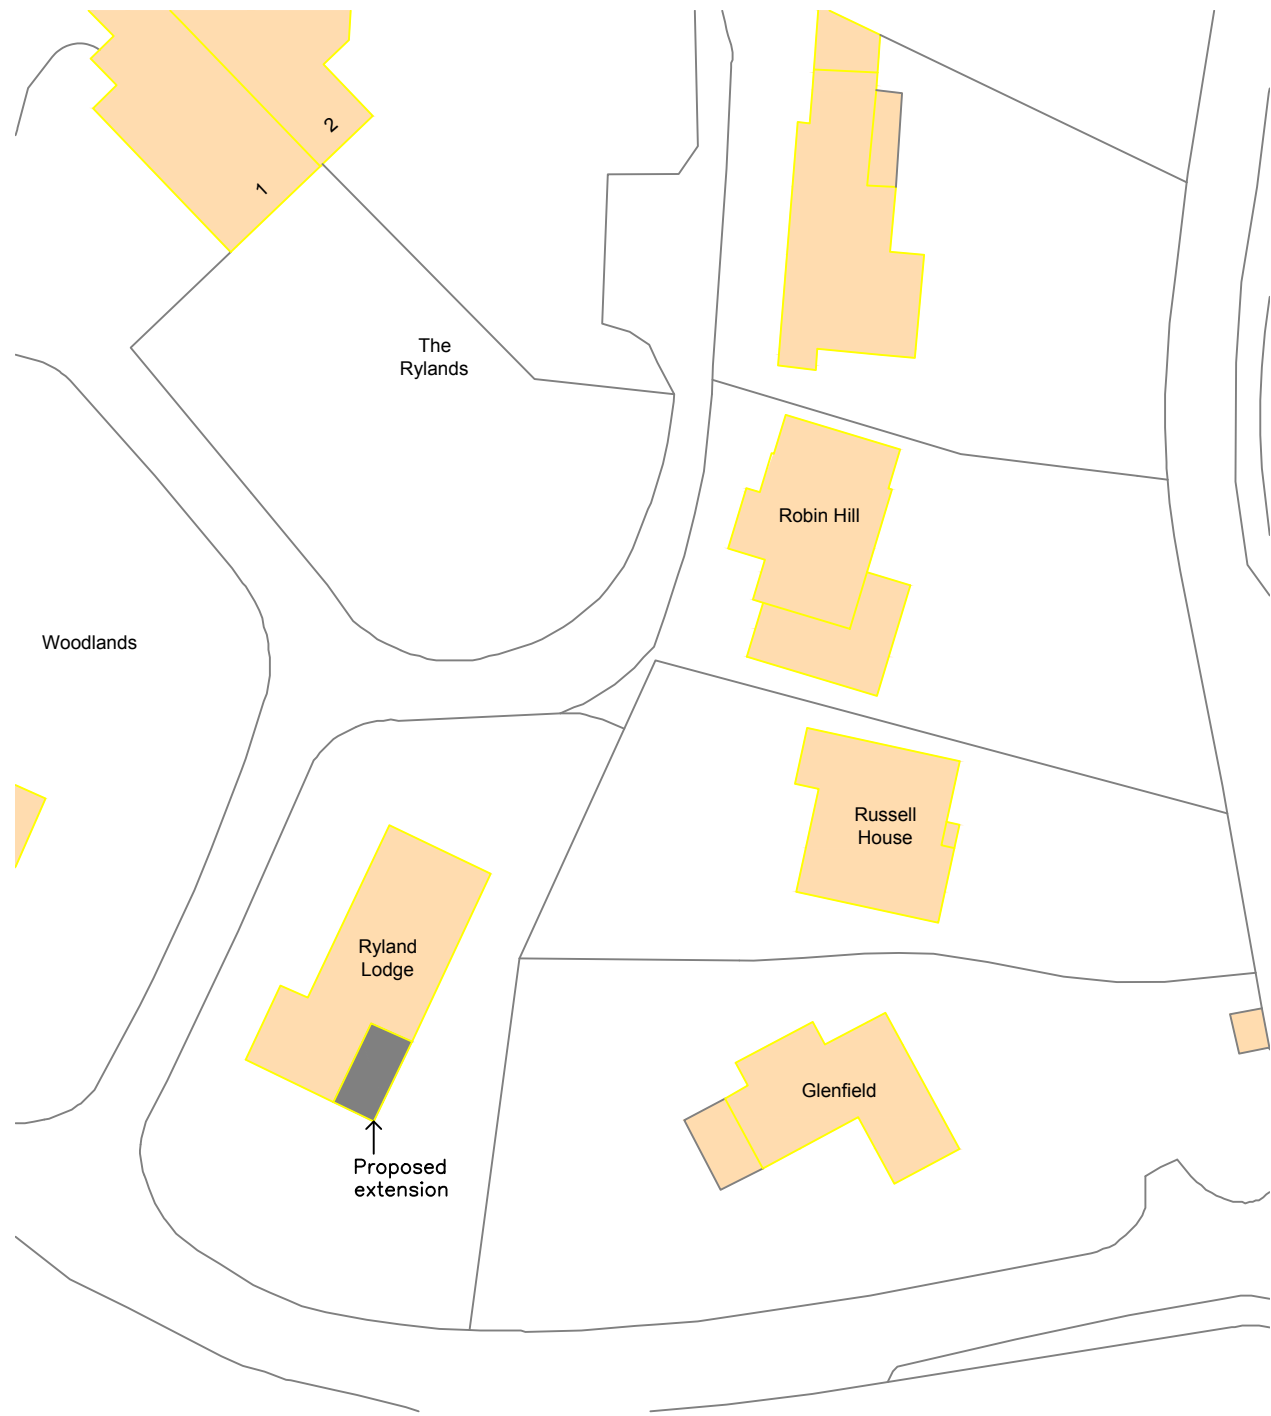 2
1
The
Rylands
Robin Hill
Woodlands
Russell
House
Ryland
Lodge
Glenfield
Proposed
extension